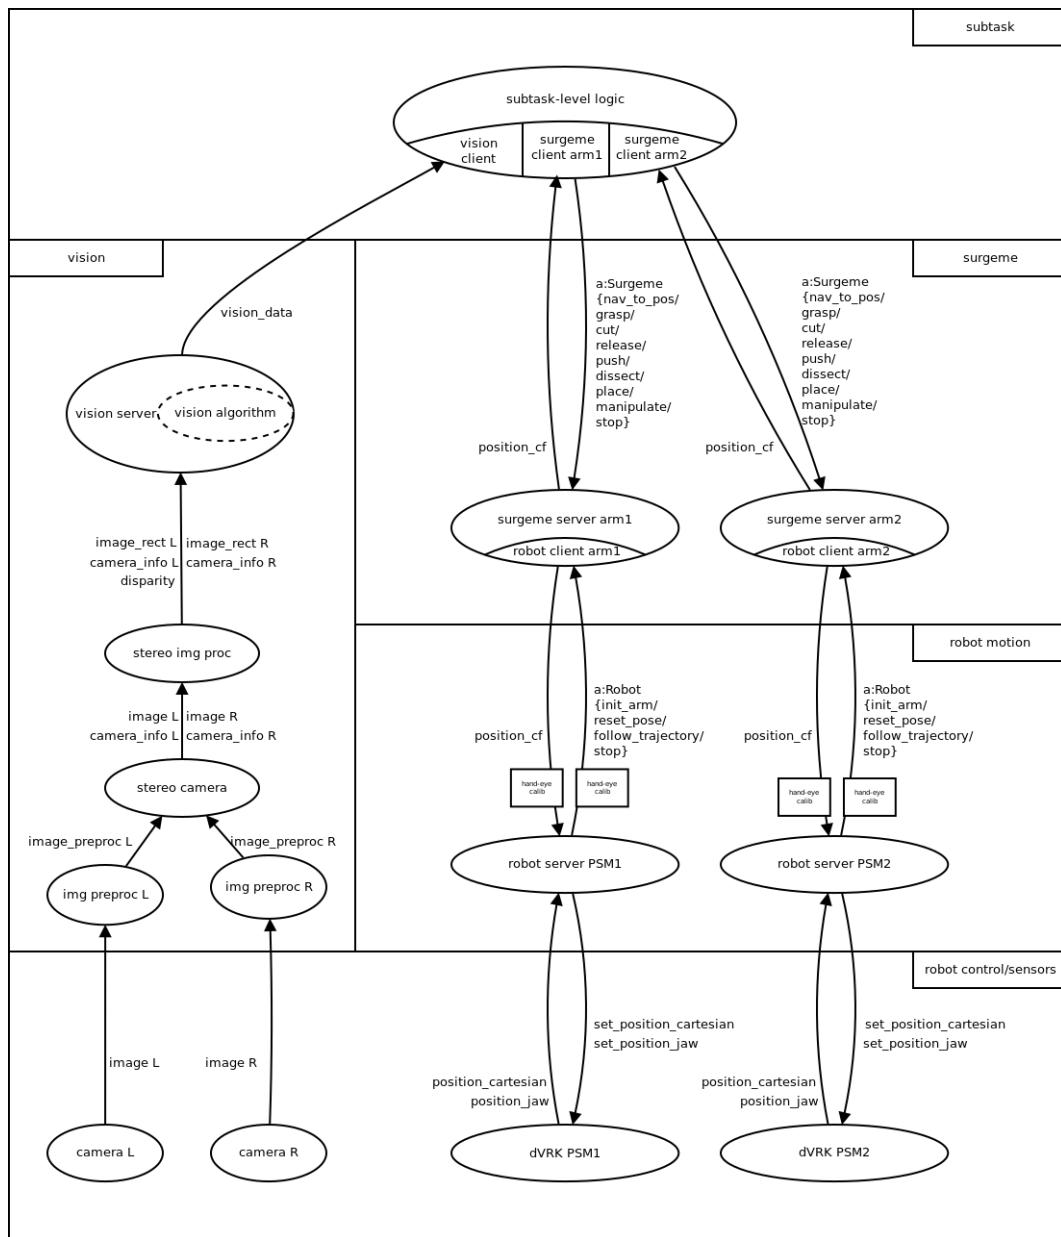 subtask
subtask-level logic
vision
client
surgeme
client arm1
surgeme
client arm2
vision
surgeme
vision_data
a:Surgeme
{nav_to_pos/
grasp/
cut/
release/
push/
dissect/
place/
manipulate/
stop}
a:Surgeme
{nav_to_pos/
grasp/
cut/
release/
push/
dissect/
place/
manipulate/
stop}
vision server
vision algorithm
position_cf
position_cf
surgeme server arm1
robot client arm1
surgeme server arm2
robot client arm2
image_rect L
camera_info L
disparity
image_rect R
camera_info R
stereo img proc
robot motion
image L
camera_info L
image R
camera_info R
position_cf
a:Robot
{init_arm/
reset_pose/
follow_trajectory/
stop}
position_cf
a:Robot
{init_arm/
reset_pose/
follow_trajectory/
stop}
stereo camera
hand-eye
calib
hand-eye
calib
hand-eye
calib
hand-eye
calib
image_preproc L
image_preproc R
img preproc L
img preproc R
robot server PSM1
robot server PSM2
robot control/sensors
image L
image R
set_position_cartesian
set_position_jaw
set_position_cartesian
set_position_jaw
position_cartesian
position_jaw
position_cartesian
position_jaw
camera L
camera R
dVRK PSM1
dVRK PSM2